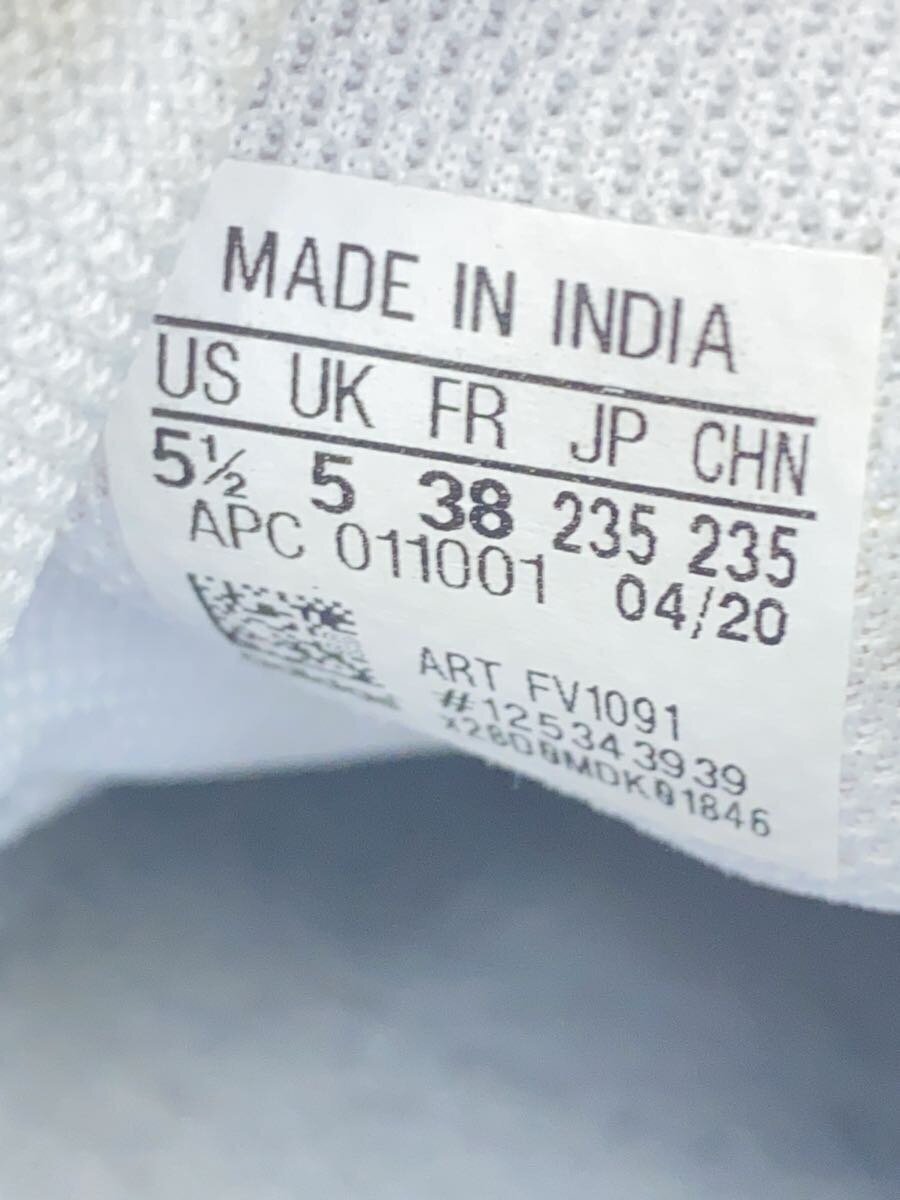 MADE IN INDIA
US UK FR JP CHN
5½ 5 38 235 235
APC 011001 04/20
ART FV1091
#125343939
X28D0MDK01846